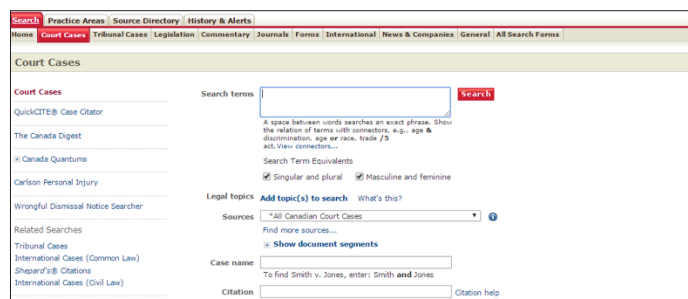 Search Practice Areas Source Directory History & Alerts
Home Court Cases Tribunal Cases Legislation Commentary Journals Forms International News & Companies General All Search Forms
Court Cases
Court Cases
QuickCITE® Case Citator
The Canada Digest
Canada Quantums
Carlson Personal Injury
Wrongful Dismissal Notice Searcher
Related Searches
Tribunal Cases
International Cases (Common Law)
Shepard's® Citations
International Cases (Civil Law)
Search terms
Search
A space between words searches an exact phrase. Show
the relation of terms with connectors, e.g., age &
discrimination, age or race, trade /5
act.View connectors...
Search Term Equivalents
Singular and plural Masculine and feminine
Legal topics Add topic(s) to search What's this?
Sources *All Canadian Court Cases
Find more sources...
Show document segments
Case name
To find Smith v. Jones, enter: Smith and Jones
Citation Citation help